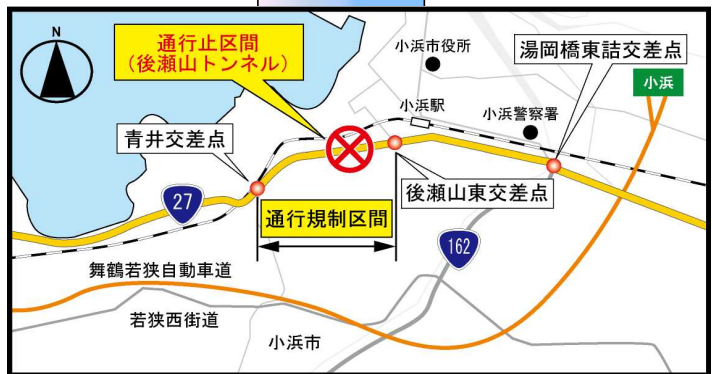 N
通行止区間
（後瀬山トンネル）
小浜市役所
湯岡橋東詰交差点
小浜
小浜駅
小浜警察署
青井交差点
後瀬山東交差点
27
通行規制区間
162
舞鶴若狭自動車道
若狭西街道
小浜市